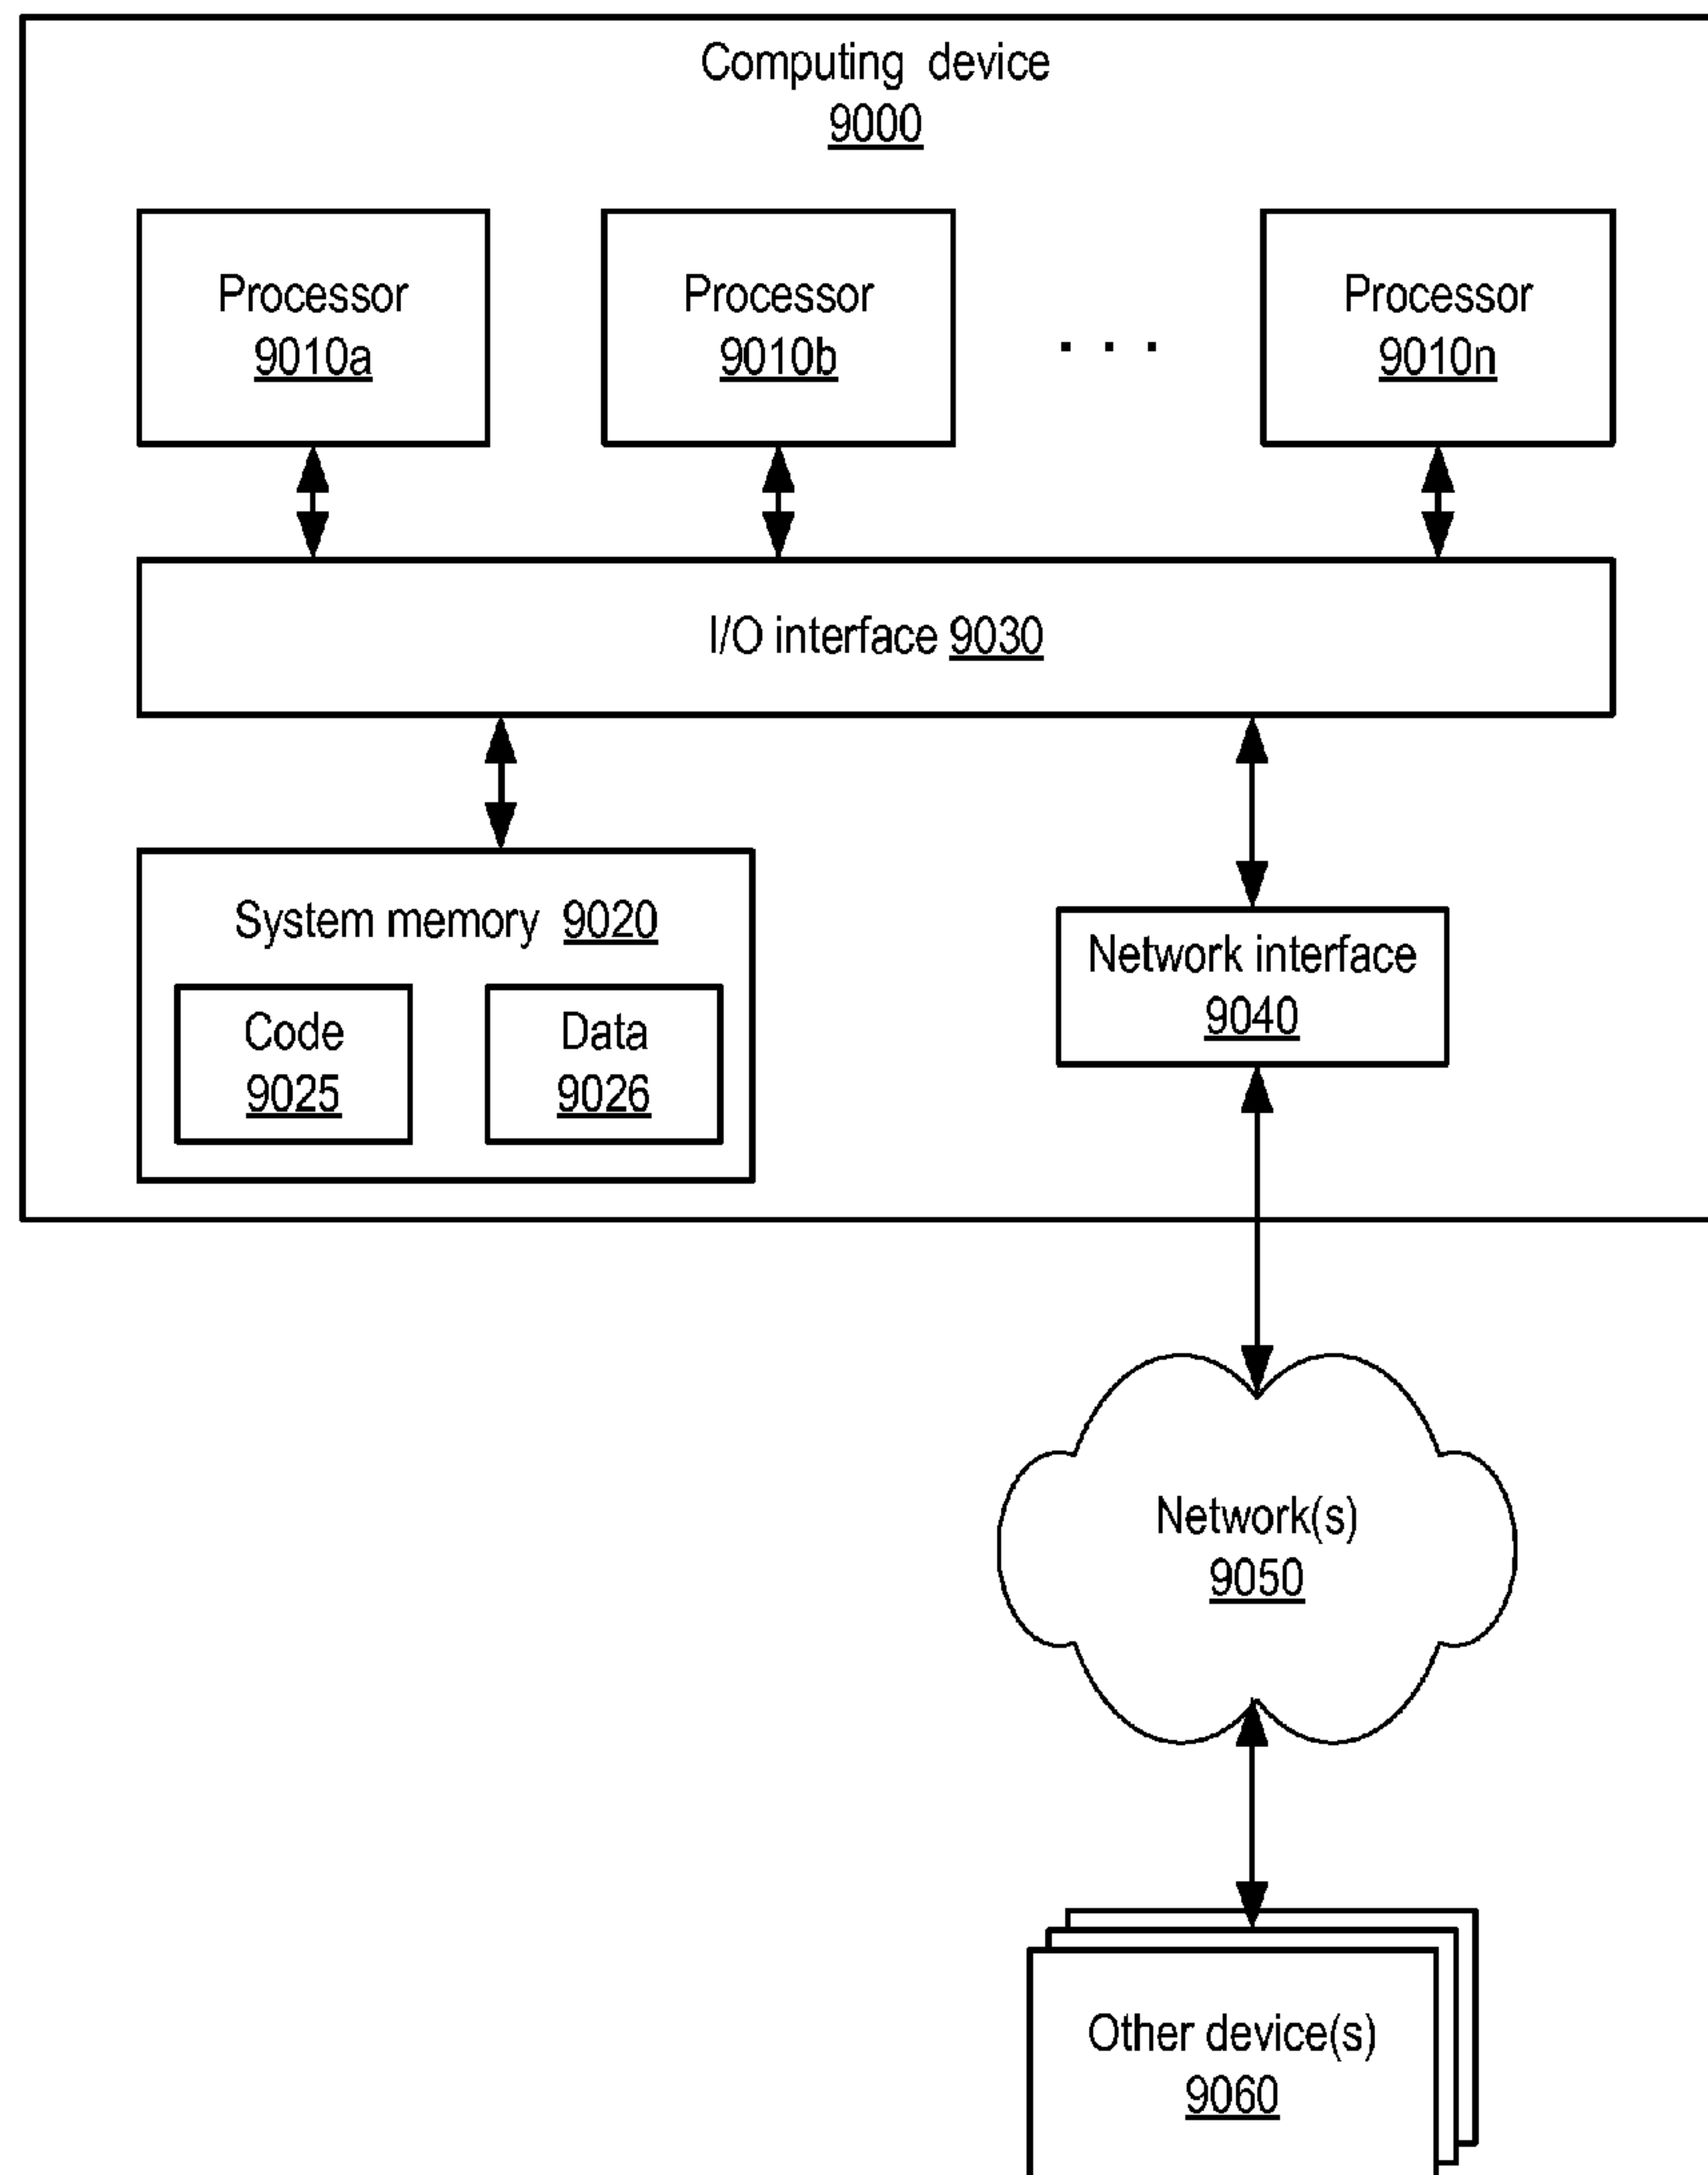 Computing device
9000
Processor
9010a
Processor
9010b
. . .
Processor
9010n
I/O interface 9030
System memory 9020
Code
9025
Data
9026
Network interface
9040
Network(s)
9050
Other device(s)
9060